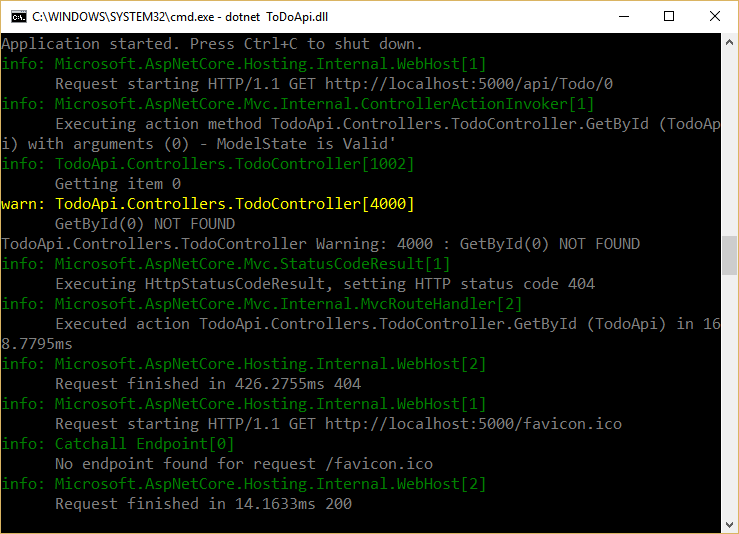 C:\WINDOWS\SYSTEM32\cmd.exe - dotnet ToDoApi.dll
Application started. Press Ctrl+C to shut down.
info: Microsoft.AspNetCore.Hosting.Internal.WebHost[1]
      Request starting HTTP/1.1 GET http://localhost:5000/api/Todo/0
info: Microsoft.AspNetCore.Mvc.Internal.ControllerActionInvoker[1]
      Executing action method TodoApi.Controllers.TodoController.GetById (TodoAp
i) with arguments (0) - ModelState is Valid'
info: TodoApi.Controllers.TodoController[1002]
      Getting item 0
warn: TodoApi.Controllers.TodoController[4000]
      GetById(0) NOT FOUND
TodoApi.Controllers.TodoController Warning: 4000 : GetById(0) NOT FOUND
info: Microsoft.AspNetCore.Mvc.StatusCodeResult[1]
      Executing HttpStatusCodeResult, setting HTTP status code 404
info: Microsoft.AspNetCore.Mvc.Internal.MvcRouteHandler[2]
      Executed action TodoApi.Controllers.TodoController.GetById (TodoApi) in 16
8.7795ms
info: Microsoft.AspNetCore.Hosting.Internal.WebHost[2]
      Request finished in 426.2755ms 404
info: Microsoft.AspNetCore.Hosting.Internal.WebHost[1]
      Request starting HTTP/1.1 GET http://localhost:5000/favicon.ico
info: Catchall Endpoint[0]
      No endpoint found for request /favicon.ico
info: Microsoft.AspNetCore.Hosting.Internal.WebHost[2]
      Request finished in 14.1633ms 200